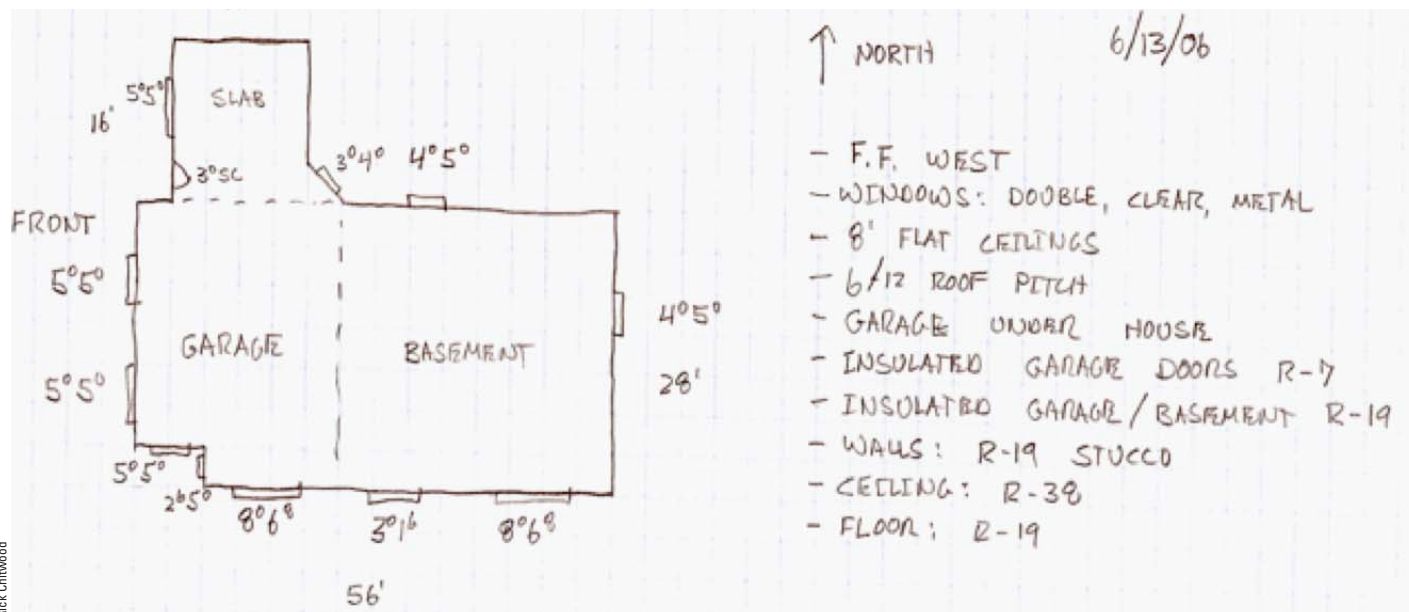 ↑ NORTH
6/13/06
SLAB
5⁰5⁰
16'
3⁰SC
3⁰4⁰
4⁰5⁰
FRONT
5⁰5⁰
GARAGE
BASEMENT
4⁰5⁰
5⁰5⁰
28'
5⁰5⁰
2⁶5⁰
8⁰6⁸
3⁰1⁶
8⁰6⁸
56'
- F.F. WEST
- WINDOWS: DOUBLE, CLEAR, METAL
- 8' FLAT CEILINGS
- 6/12 ROOF PITCH
- GARAGE UNDER HOUSE
- INSULATED GARAGE DOORS R-7
- INSULATED GARAGE/BASEMENT R-19
- WALLS: R-19 STUCCO
- CEILING: R-38
- FLOOR: R-19